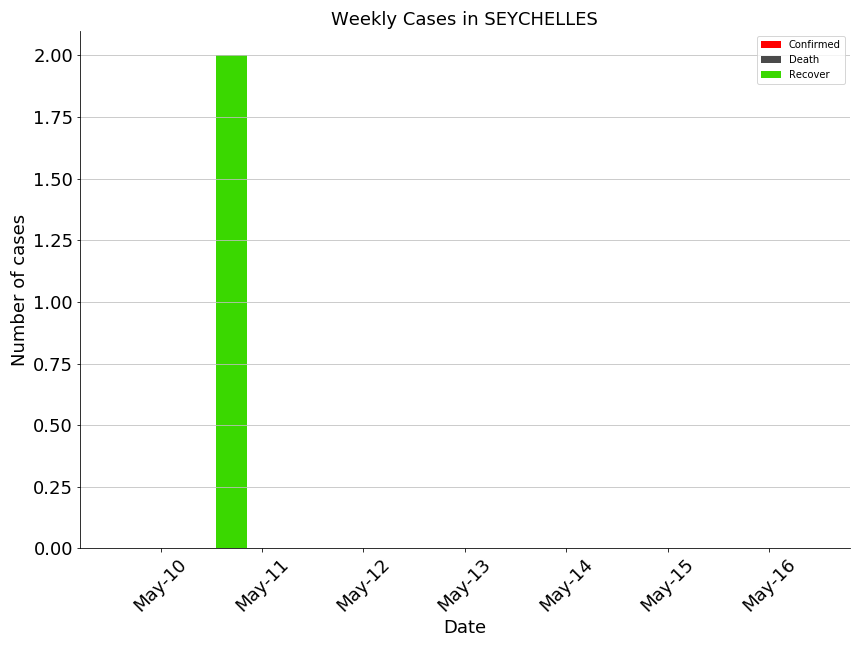 Weekly Cases in SEYCHELLES
Confirmed
Death
Recover
Number of cases
2.00
1.75
1.50
1.25
1.00
0.75
0.50
0.25
0.00
May-10
May-11
May-12
May-13
May-14
May-15
May-16
Date